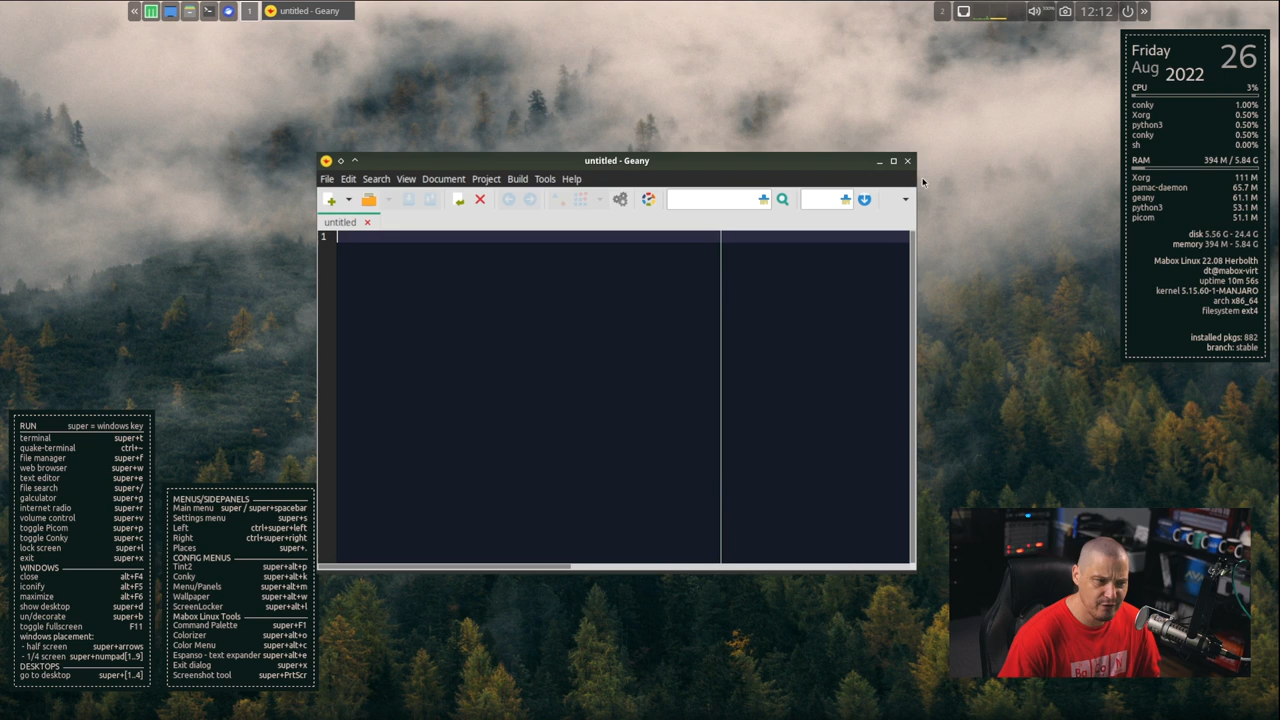 «
1
untitled - Geany
2
12:12
»
Friday
26
Aug 2022
CPU 3%
conky 1.00%
Xorg 0.50%
python3 0.50%
conky 0.50%
sh 0.00%
RAM 394 M / 5.84 G
Xorg 111 M
pamac-daemon 65.7 M
geany 61.1 M
python3 53.1 M
picom 51.1 M
disk 5.56 G - 24.4 G
memory 394 M - 5.84 G
Mabox Linux 22.08 Herbolth
dt@mabox-virt
uptime 10m 56s
kernel 5.15.60-1-MANJARO
arch x86_64
filesystem ext4
installed pkgs: 882
branch: stable
untitled - Geany
File Edit Search View Document Project Build Tools Help
untitled
1
RUN super = windows key
terminal super+t
quake-terminal ctrl+~
file manager super+f
web browser super+w
text editor super+e
file search super+/
galculator super+g
internet radio super+r
volume control super+v
toggle Picom super+p
toggle Conky super+c
lock screen super+l
exit super+x
WINDOWS
close alt+F4
iconify alt+F5
maximize alt+F6
show desktop super+d
un/decorate super+b
toggle fullscreen F11
windows placement:
- half screen super+arrows
- 1/4 screen super+numpad[1..9]
DESKTOPS
go to desktop super+[1..4]
MENUS/SIDEPANELS
Main menu super / super+spacebar
Settings menu super+s
Left ctrl+super+left
Right ctrl+super+right
Places super+.
CONFIG MENUS
Tint2 super+alt+p
Conky super+alt+k
Menu/Panels super+alt+m
Wallpaper super+alt+w
ScreenLocker super+alt+l
Mabox Linux Tools
Command Palette super+F1
Colorizer super+alt+o
Color Menu super+alt+c
Espanso - text expander super+alt+e
Exit dialog super+x
Screenshot tool super+PrtScr